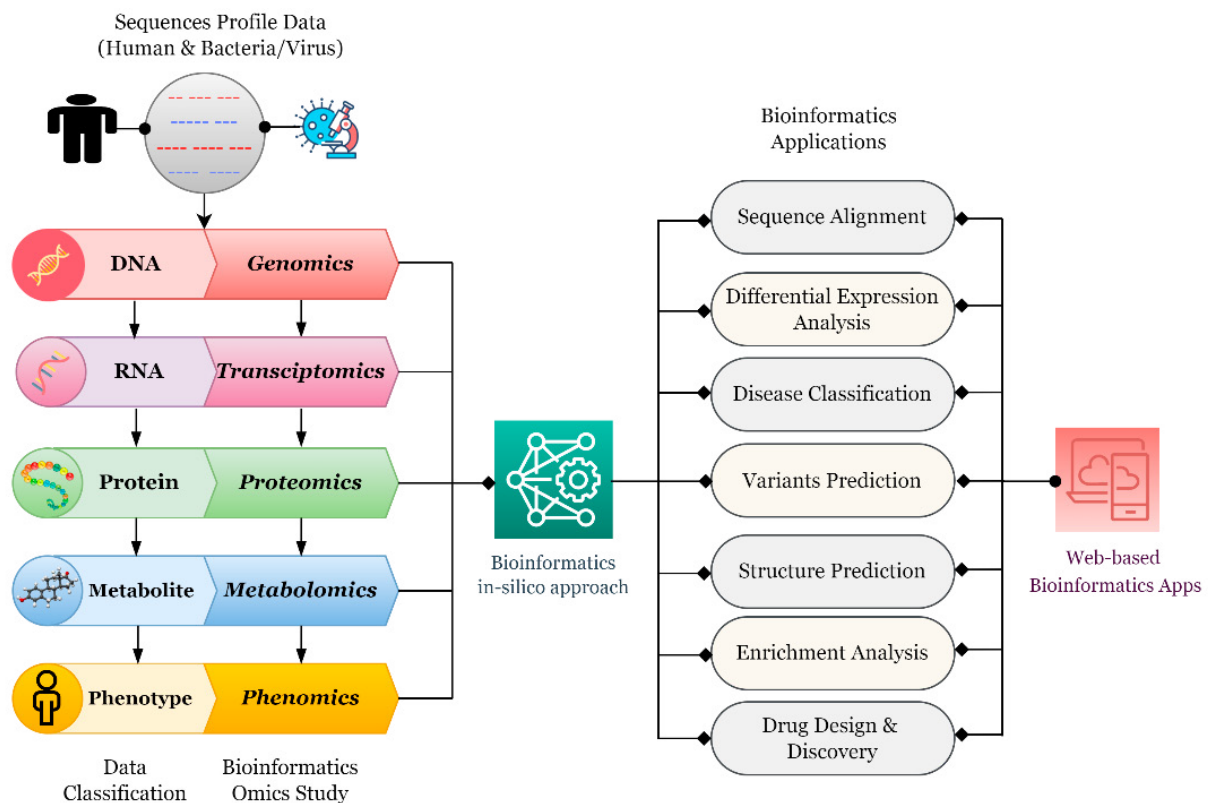 Sequences Profile Data
(Human & Bacteria/Virus)
DNA
Genomics
RNA
Transciptomics
Protein
Proteomics
Metabolite
Metabolomics
Phenotype
Phenomics
Data
Classification
Bioinformatics
Omics Study
Bioinformatics
in-silico approach
Bioinformatics
Applications
Sequence Alignment
Differential Expression
Analysis
Disease Classification
Variants Prediction
Structure Prediction
Enrichment Analysis
Drug Design &
Discovery
Web-based
Bioinformatics Apps